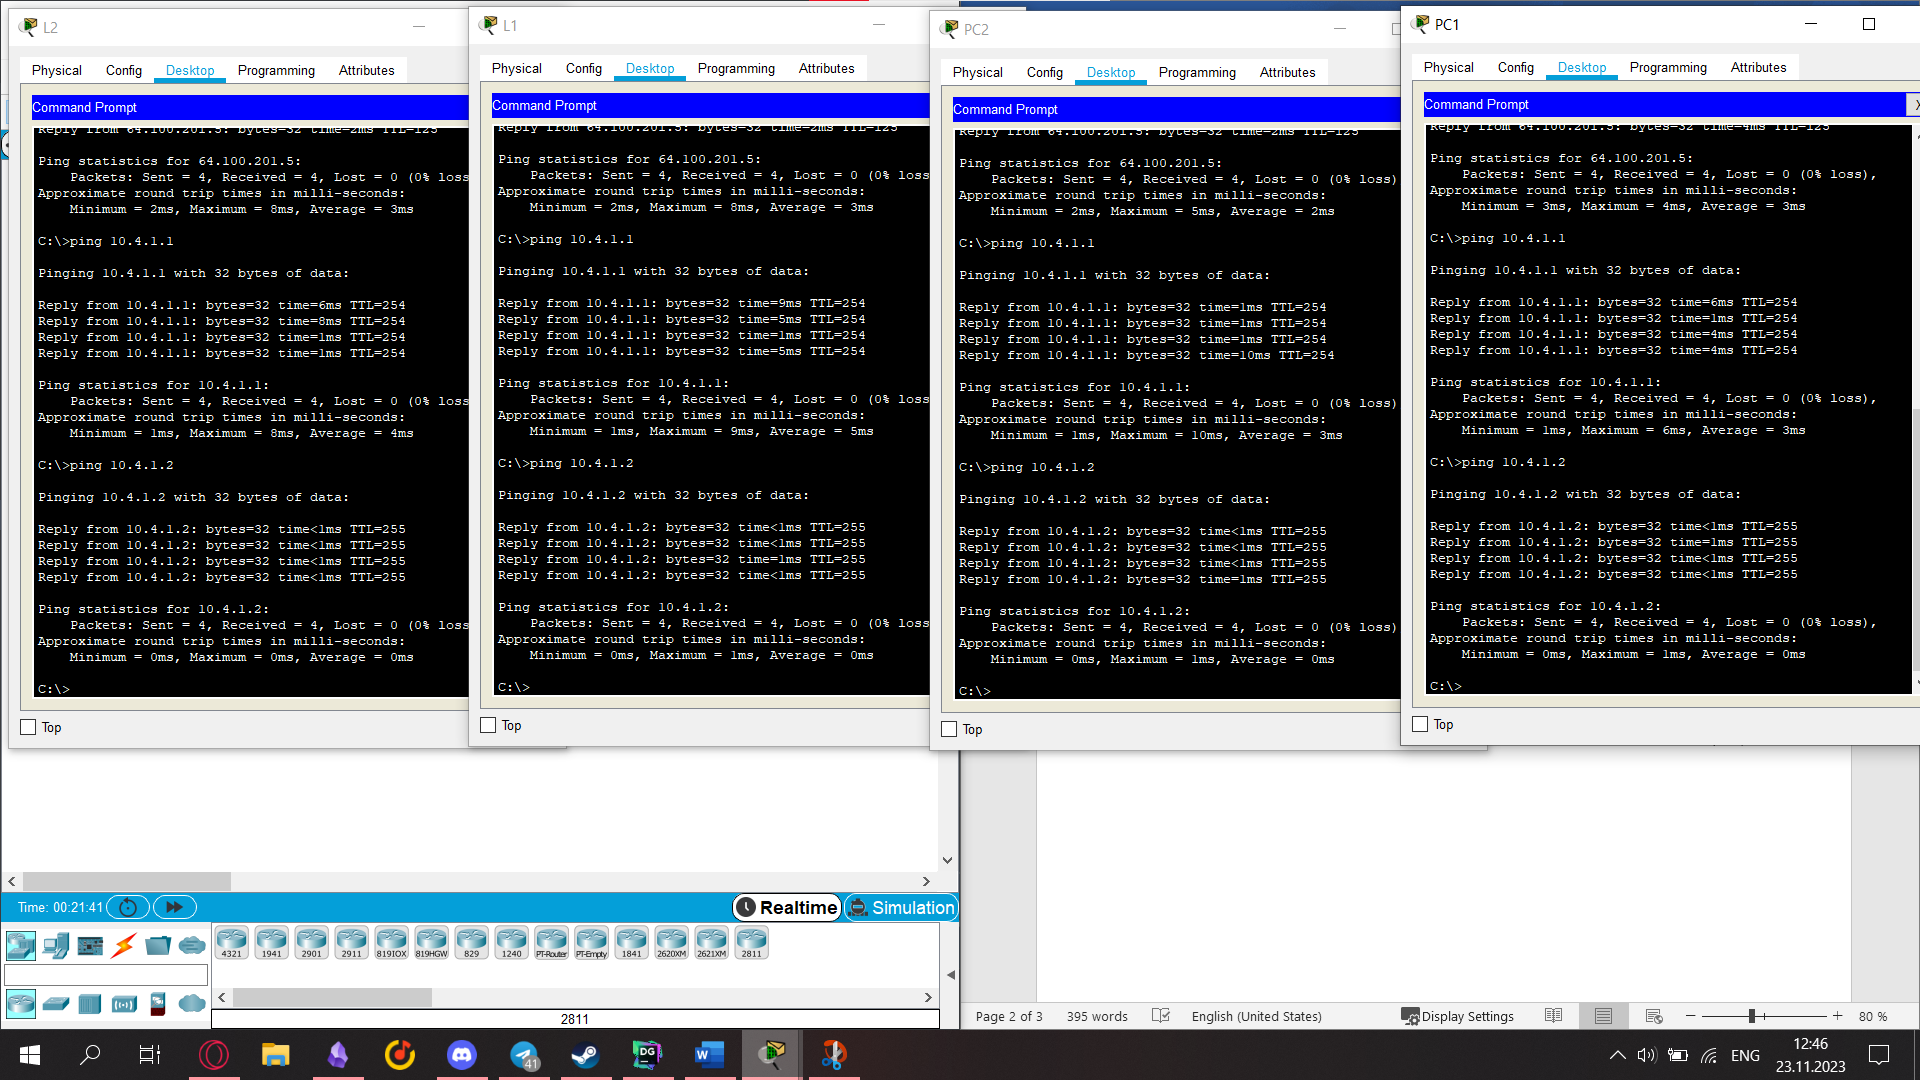 L2
Physical Config Desktop Programming Attributes
Command Prompt
Reply from 64.100.201.5: bytes=32 time=2ms TTL=125
Ping statistics for 64.100.201.5:
Packets: Sent = 4, Received = 4, Lost = 0 (0% loss
Approximate round trip times in milli-seconds:
Minimum = 2ms, Maximum = 8ms, Average = 3ms
C:\>ping 10.4.1.1
Pinging 10.4.1.1 with 32 bytes of data:
Reply from 10.4.1.1: bytes=32 time=6ms TTL=254
Reply from 10.4.1.1: bytes=32 time=8ms TTL=254
Reply from 10.4.1.1: bytes=32 time=1ms TTL=254
Reply from 10.4.1.1: bytes=32 time=1ms TTL=254
Ping statistics for 10.4.1.1:
Packets: Sent = 4, Received = 4, Lost = 0 (0% loss
Approximate round trip times in milli-seconds:
Minimum = 1ms, Maximum = 8ms, Average = 4ms
C:\>ping 10.4.1.2
Pinging 10.4.1.2 with 32 bytes of data:
Reply from 10.4.1.2: bytes=32 time<1ms TTL=255
Reply from 10.4.1.2: bytes=32 time<1ms TTL=255
Reply from 10.4.1.2: bytes=32 time<1ms TTL=255
Reply from 10.4.1.2: bytes=32 time<1ms TTL=255
Ping statistics for 10.4.1.2:
Packets: Sent = 4, Received = 4, Lost = 0 (0% loss
Approximate round trip times in milli-seconds:
Minimum = 0ms, Maximum = 0ms, Average = 0ms
C:\>
Top
L1
Physical Config Desktop Programming Attributes
Command Prompt
Reply from 64.100.201.5: bytes=32 time=2ms TTL=125
Ping statistics for 64.100.201.5:
Packets: Sent = 4, Received = 4, Lost = 0 (0% loss
Approximate round trip times in milli-seconds:
Minimum = 2ms, Maximum = 8ms, Average = 3ms
C:\>ping 10.4.1.1
Pinging 10.4.1.1 with 32 bytes of data:
Reply from 10.4.1.1: bytes=32 time=9ms TTL=254
Reply from 10.4.1.1: bytes=32 time=5ms TTL=254
Reply from 10.4.1.1: bytes=32 time=1ms TTL=254
Reply from 10.4.1.1: bytes=32 time=5ms TTL=254
Ping statistics for 10.4.1.1:
Packets: Sent = 4, Received = 4, Lost = 0 (0% loss
Approximate round trip times in milli-seconds:
Minimum = 1ms, Maximum = 9ms, Average = 5ms
C:\>ping 10.4.1.2
Pinging 10.4.1.2 with 32 bytes of data:
Reply from 10.4.1.2: bytes=32 time<1ms TTL=255
Reply from 10.4.1.2: bytes=32 time<1ms TTL=255
Reply from 10.4.1.2: bytes=32 time=1ms TTL=255
Reply from 10.4.1.2: bytes=32 time<1ms TTL=255
Ping statistics for 10.4.1.2:
Packets: Sent = 4, Received = 4, Lost = 0 (0% loss
Approximate round trip times in milli-seconds:
Minimum = 0ms, Maximum = 1ms, Average = 0ms
C:\>
Top
PC2
Physical Config Desktop Programming Attributes
Command Prompt
Reply from 64.100.201.5: bytes=32 time=2ms TTL=125
Ping statistics for 64.100.201.5:
Packets: Sent = 4, Received = 4, Lost = 0 (0% loss)
Approximate round trip times in milli-seconds:
Minimum = 2ms, Maximum = 5ms, Average = 2ms
C:\>ping 10.4.1.1
Pinging 10.4.1.1 with 32 bytes of data:
Reply from 10.4.1.1: bytes=32 time=1ms TTL=254
Reply from 10.4.1.1: bytes=32 time=1ms TTL=254
Reply from 10.4.1.1: bytes=32 time=1ms TTL=254
Reply from 10.4.1.1: bytes=32 time=10ms TTL=254
Ping statistics for 10.4.1.1:
Packets: Sent = 4, Received = 4, Lost = 0 (0% loss)
Approximate round trip times in milli-seconds:
Minimum = 1ms, Maximum = 10ms, Average = 3ms
C:\>ping 10.4.1.2
Pinging 10.4.1.2 with 32 bytes of data:
Reply from 10.4.1.2: bytes=32 time<1ms TTL=255
Reply from 10.4.1.2: bytes=32 time<1ms TTL=255
Reply from 10.4.1.2: bytes=32 time<1ms TTL=255
Reply from 10.4.1.2: bytes=32 time=1ms TTL=255
Ping statistics for 10.4.1.2:
Packets: Sent = 4, Received = 4, Lost = 0 (0% loss)
Approximate round trip times in milli-seconds:
Minimum = 0ms, Maximum = 1ms, Average = 0ms
C:\>
Top
PC1
Physical Config Desktop Programming Attributes
Command Prompt
X
Reply from 64.100.201.5: bytes=32 time=4ms TTL=125
Ping statistics for 64.100.201.5:
Packets: Sent = 4, Received = 4, Lost = 0 (0% loss),
Approximate round trip times in milli-seconds:
Minimum = 3ms, Maximum = 4ms, Average = 3ms
C:\>ping 10.4.1.1
Pinging 10.4.1.1 with 32 bytes of data:
Reply from 10.4.1.1: bytes=32 time=6ms TTL=254
Reply from 10.4.1.1: bytes=32 time=1ms TTL=254
Reply from 10.4.1.1: bytes=32 time=4ms TTL=254
Reply from 10.4.1.1: bytes=32 time=4ms TTL=254
Ping statistics for 10.4.1.1:
Packets: Sent = 4, Received = 4, Lost = 0 (0% loss),
Approximate round trip times in milli-seconds:
Minimum = 1ms, Maximum = 6ms, Average = 3ms
C:\>ping 10.4.1.2
Pinging 10.4.1.2 with 32 bytes of data:
Reply from 10.4.1.2: bytes=32 time<1ms TTL=255
Reply from 10.4.1.2: bytes=32 time=1ms TTL=255
Reply from 10.4.1.2: bytes=32 time<1ms TTL=255
Reply from 10.4.1.2: bytes=32 time<1ms TTL=255
Ping statistics for 10.4.1.2:
Packets: Sent = 4, Received = 4, Lost = 0 (0% loss),
Approximate round trip times in milli-seconds:
Minimum = 0ms, Maximum = 1ms, Average = 0ms
C:\>
Top
Time: 00:21:41
Realtime Simulation
4321 1941 2901 2911 819IOX 819HGW 829 1240 PT-Router PT-Empty 1841 2620XM 2621XM 2811
2811
Page 2 of 3 395 words English (United States) Display Settings 80 %
41
DG
W
ENG
12:46
23.11.2023